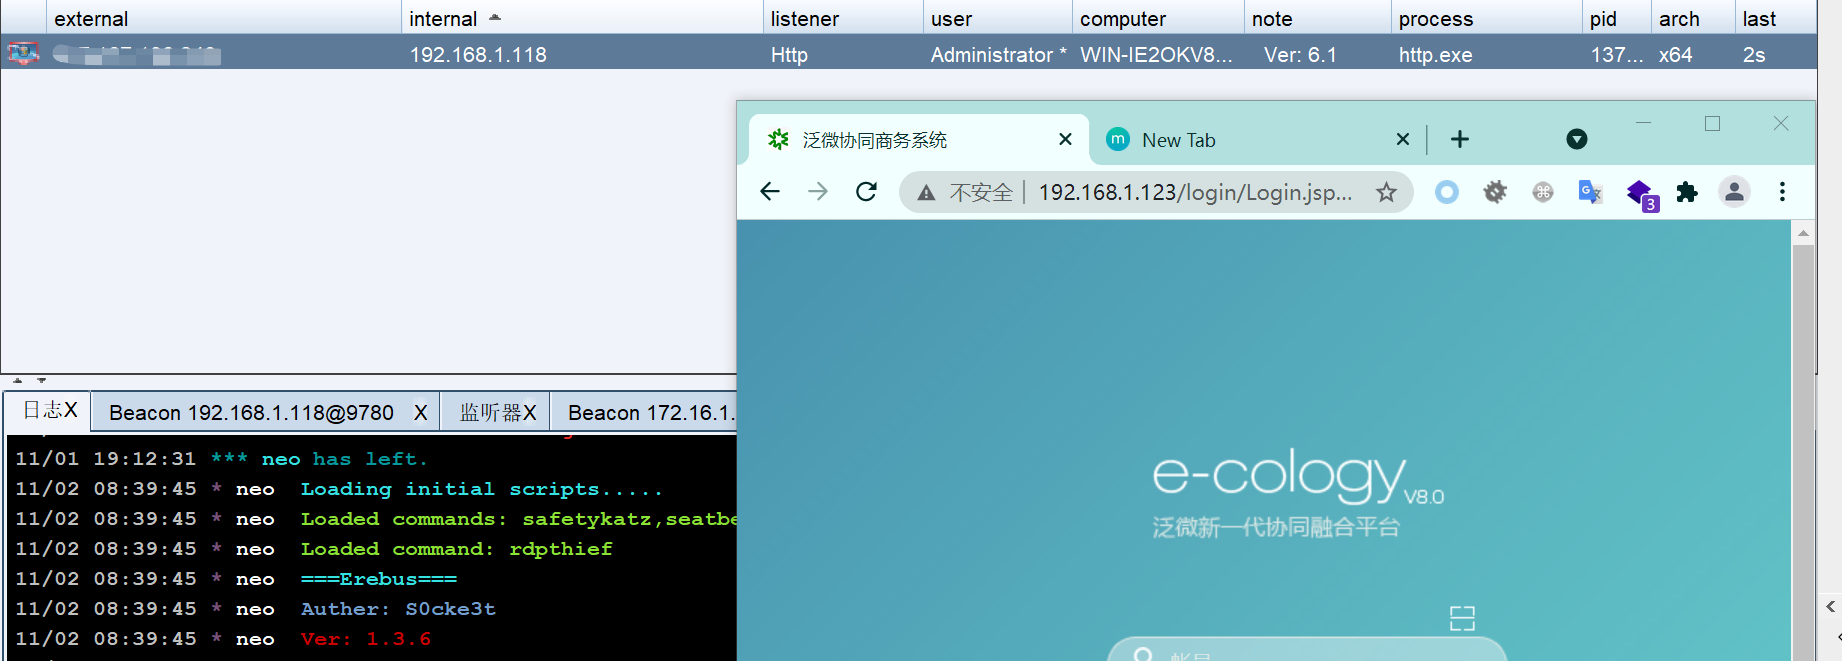 external internal listener user computer note process pid arch last
192.168.1.118 Http Administrator * WIN-IE2OKV8... Ver: 6.1 http.exe 137... x64 2s
泛微协同商务系统 New Tab
不安全 192.168.1.123/login/Login.jsp...
3
日志X Beacon 192.168.1.118@9780 X 监听器X Beacon 172.16.1.
11/01 19:12:31 *** neo has left.
11/02 08:39:45 * neo Loading initial scripts.....
11/02 08:39:45 * neo Loaded commands: safetykatz,seatbe
11/02 08:39:45 * neo Loaded command: rdpthief
11/02 08:39:45 * neo ===Erebus===
11/02 08:39:45 * neo Auther: S0cke3t
11/02 08:39:45 * neo Ver: 1.3.6
e-cology V8.0
泛微新一代协同融合平台